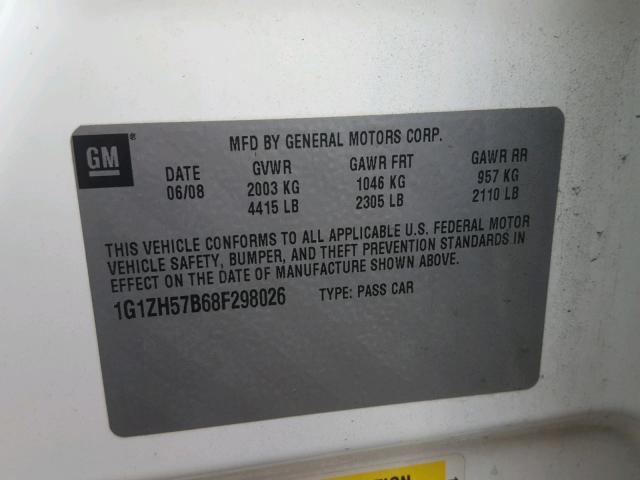 GM®
MFD BY GENERAL MOTORS CORP.
DATE GVWR GAWR FRT GAWR RR
06/08 2003 KG 1046 KG 957 KG
4415 LB 2305 LB 2110 LB
THIS VEHICLE CONFORMS TO ALL APPLICABLE U.S. FEDERAL MOTOR
VEHICLE SAFETY, BUMPER, AND THEFT PREVENTION STANDARDS IN
EFFECT ON THE DATE OF MANUFACTURE SHOWN ABOVE.
1G1ZH57B68F298026 TYPE: PASS CAR